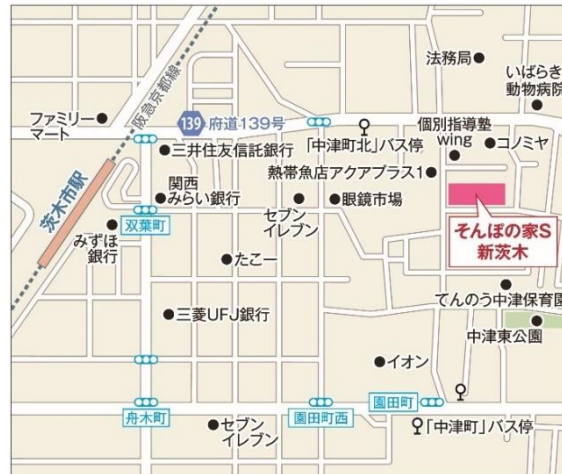 法務局
いばらき
動物病院
阪急京都線
ファミリー
マート
139 府道139号
「中津町北」バス停
個別指導塾
wing
コノミヤ
三井住友信託銀行
熱帯魚店アクアプラス1
茨木市駅
関西
みらい銀行
セブン
イレブン
眼鏡市場
そんぽの家S
新茨木
双葉町
みずほ
銀行
たこー
てんのう中津保育園
三菱UFJ銀行
中津東公園
イオン
舟木町
園田町西
園田町
セブン
イレブン
「中津町」バス停